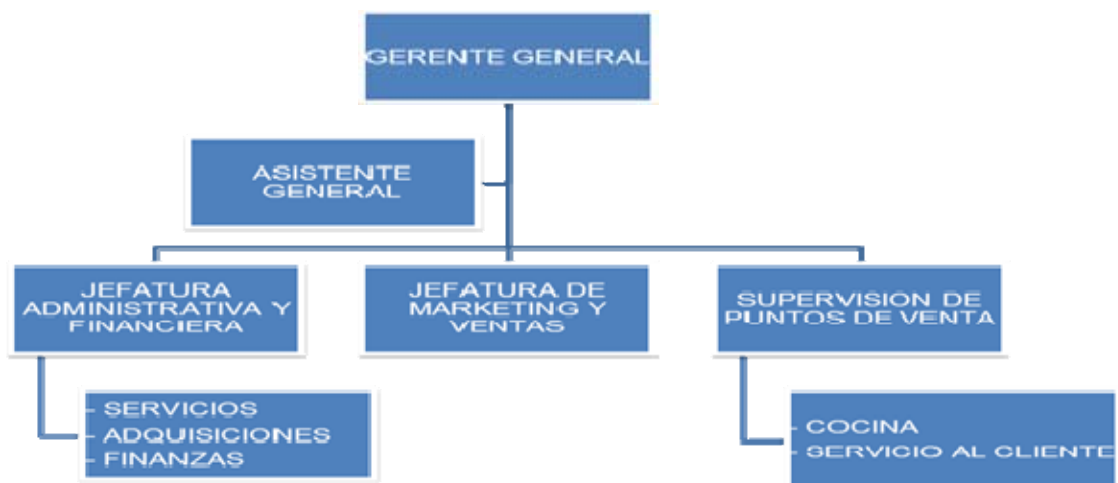 GERENTE GENERAL
ASISTENTE
GENERAL
JEFATURA
ADMINISTRATIVA Y
FINANCIERA
JEFATURA DE
MARKETING Y
VENTAS
SUPERVISION DE
PUNTOS DE VENTA
- SERVICIOS
- ADQUISICIONES
- FINANZAS
- COCINA
- SERVICIO AL CLIENTE